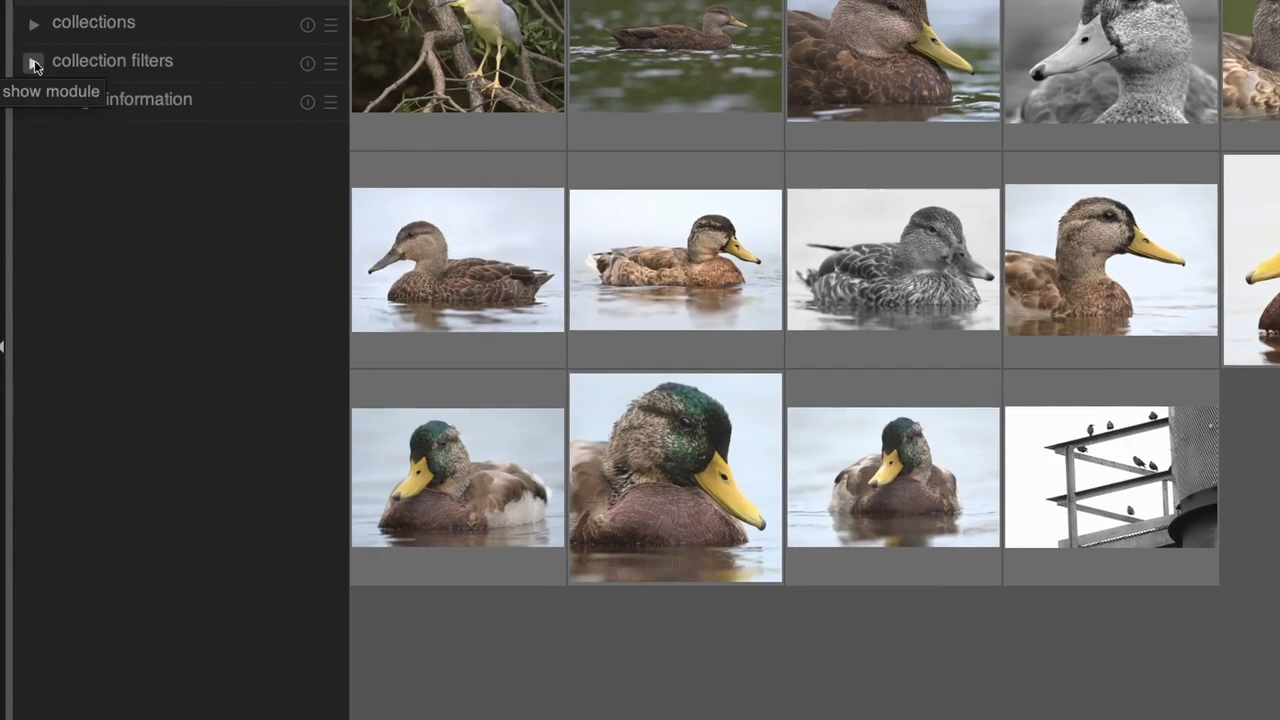 collections
collection filters
show module
information